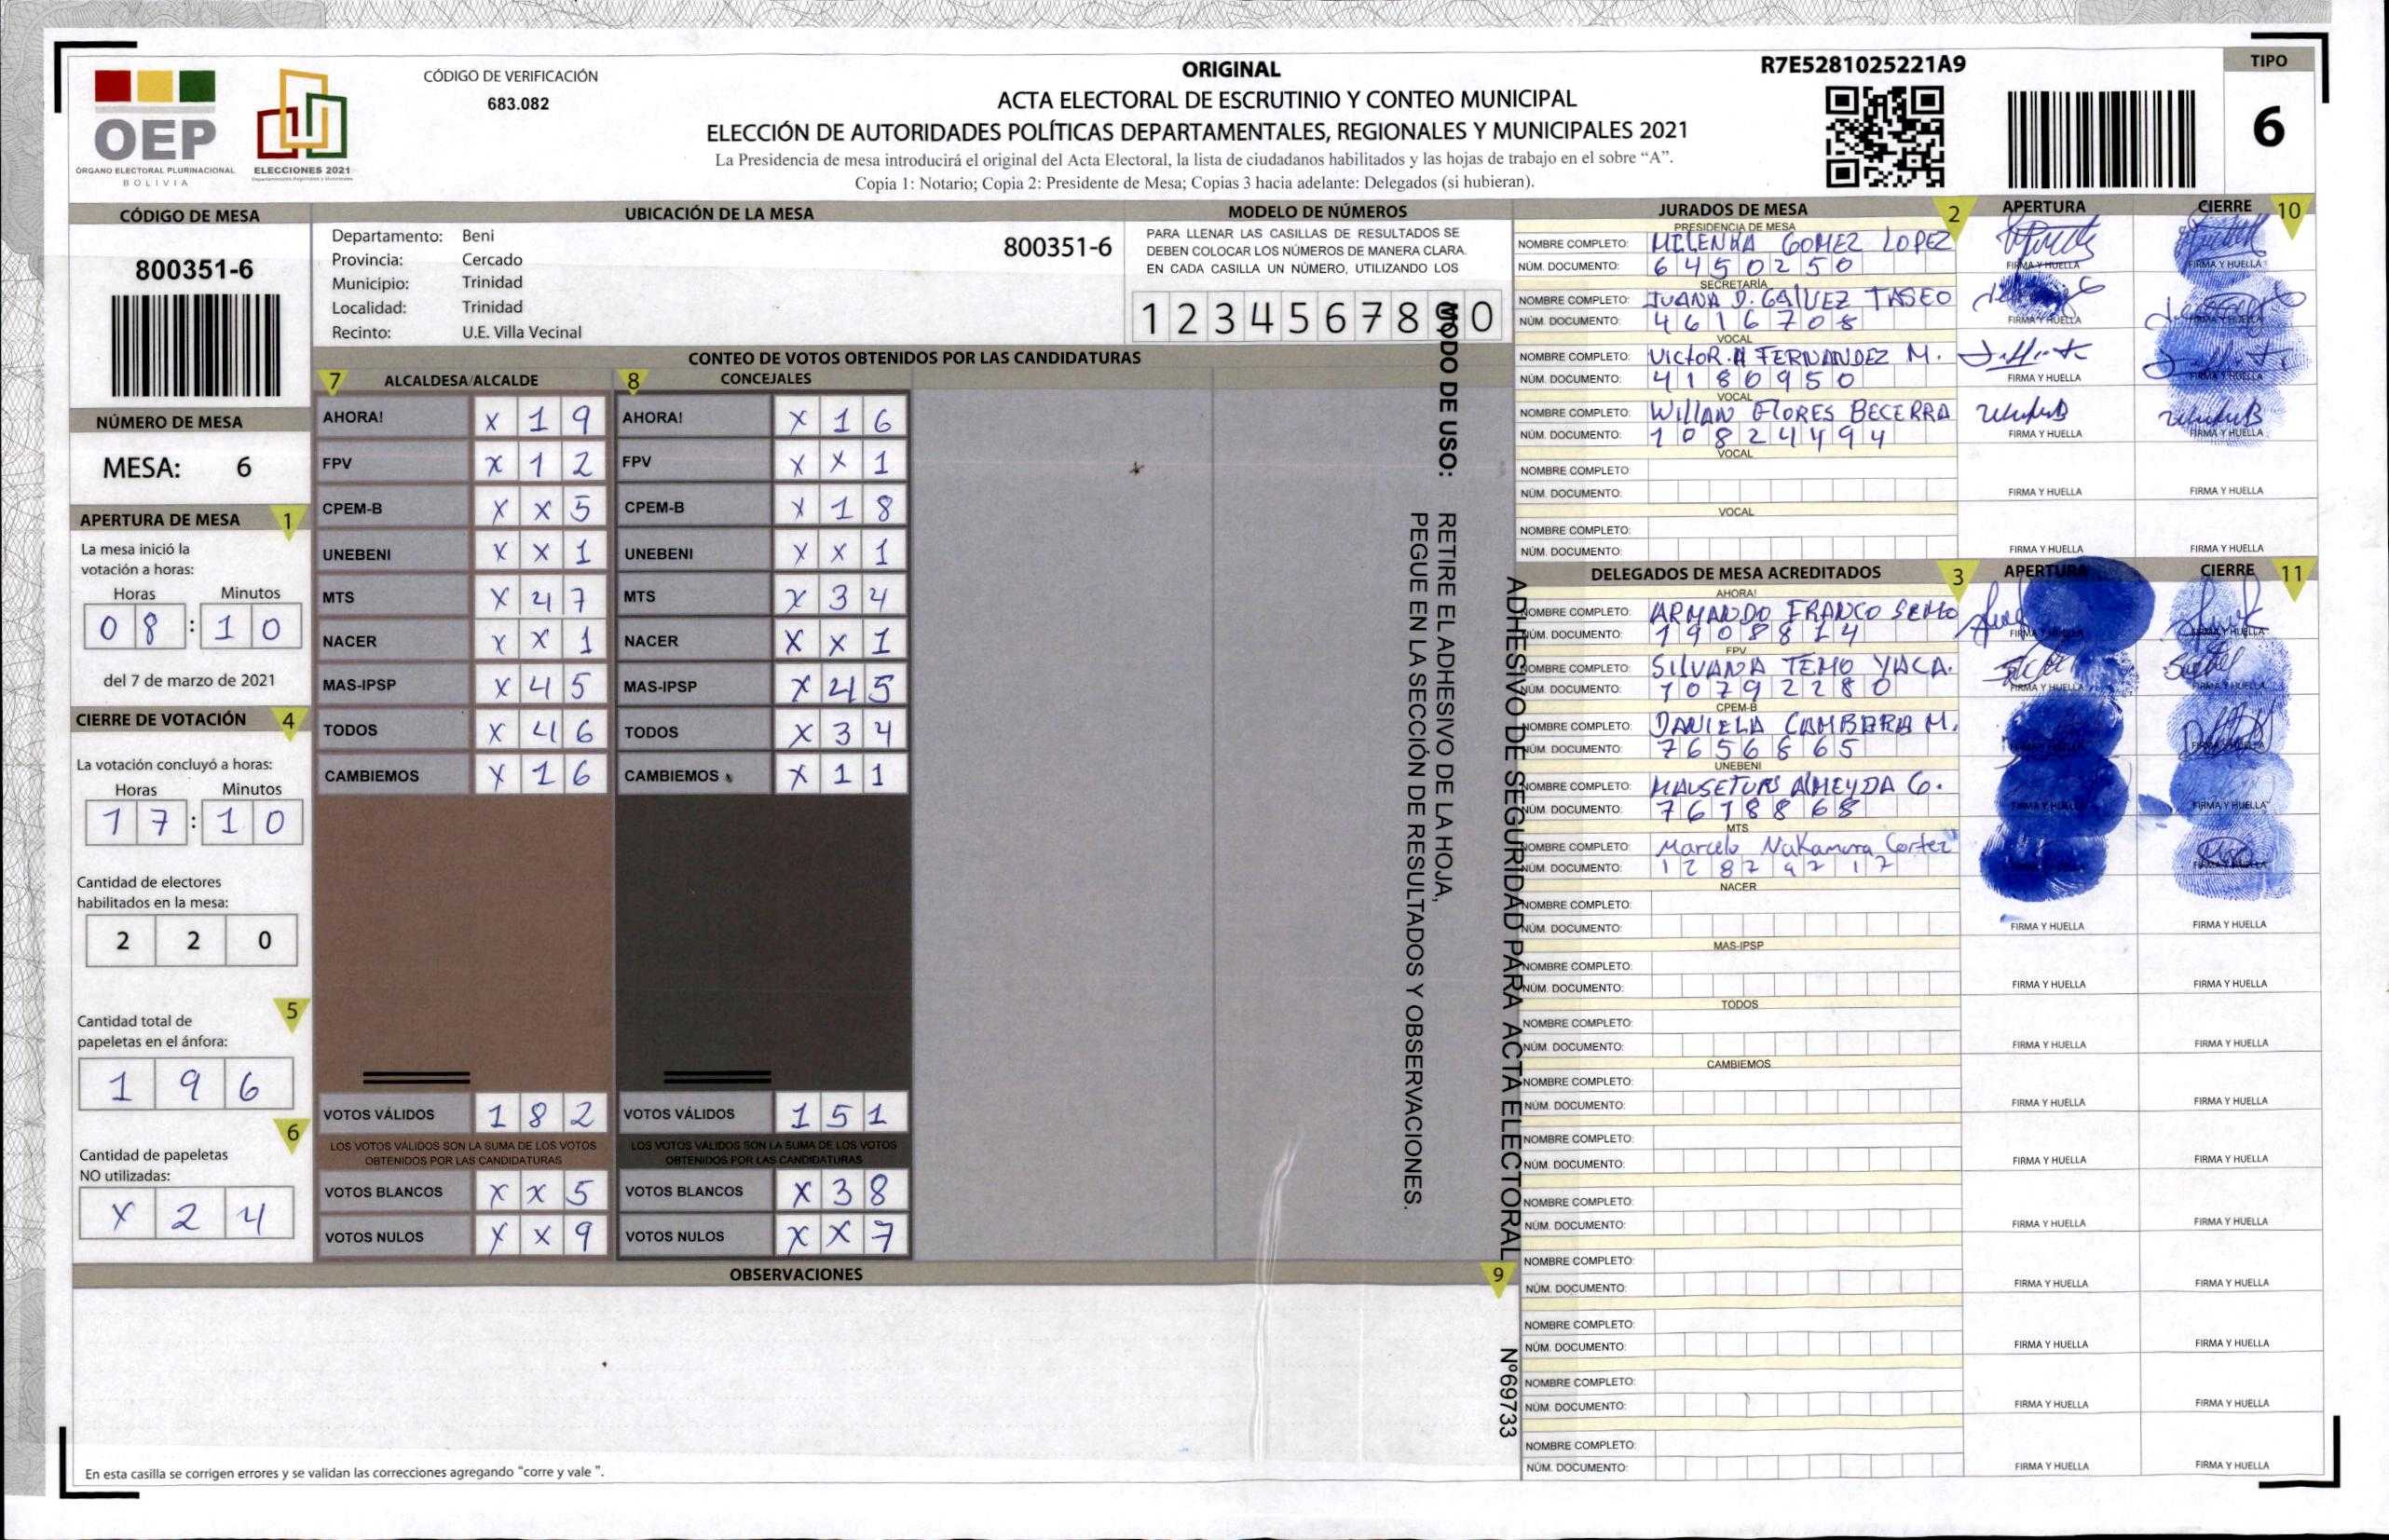 ORIGINAL
R7E5281025221A9
TIPO
6
OEP
ÓRGANO ELECTORAL PLURINACIONAL
BOLIVIA
ELECCIONES 2021
CÓDIGO DE VERIFICACIÓN
683.082
ACTA ELECTORAL DE ESCRUTINIO Y CONTEO MUNICIPAL
ELECCIÓN DE AUTORIDADES POLÍTICAS DEPARTAMENTALES, REGIONALES Y MUNICIPALES 2021
La Presidencia de mesa introducirá el original del Acta Electoral, la lista de ciudadanos habilitados y las hojas de trabajo en el sobre “A”.
Copia 1: Notario; Copia 2: Presidente de Mesa; Copias 3 hacia adelante: Delegados (si hubieran).
CÓDIGO DE MESA
800351-6
NÚMERO DE MESA
MESA: 6
APERTURA DE MESA 1
La mesa inició la
votación a horas:
Horas Minutos
0 8 : 1 0
del 7 de marzo de 2021
CIERRE DE VOTACIÓN 4
La votación concluyó a horas:
Horas Minutos
1 7 : 1 0
Cantidad de electores
habilitados en la mesa:
2 2 0
5
Cantidad total de
papeletas en el ánfora:
1 9 6
6
Cantidad de papeletas
NO utilizadas:
X 2 4
UBICACIÓN DE LA MESA
Departamento: Beni
800351-6
Provincia: Cercado
Municipio: Trinidad
Localidad: Trinidad
Recinto: U.E. Villa Vecinal
MODELO DE NÚMEROS
PARA LLENAR LAS CASILLAS DE RESULTADOS SE
DEBEN COLOCAR LOS NÚMEROS DE MANERA CLARA.
EN CADA CASILLA UN NÚMERO, UTILIZANDO LOS
1 2 3 4 5 6 7 8 9 0
CONTEO DE VOTOS OBTENIDOS POR LAS CANDIDATURAS
7 ALCALDESA/ALCALDE
AHORA! X 1 9
FPV X 1 2
CPEM-B X X 5
UNEBENI X X 1
MTS X 4 7
NACER X X 1
MAS-IPSP X 4 5
TODOS X 4 6
CAMBIEMOS X 1 6
VOTOS VÁLIDOS 1 8 2
LOS VOTOS VÁLIDOS SON LA SUMA DE LOS VOTOS
OBTENIDOS POR LAS CANDIDATURAS
VOTOS BLANCOS X X 5
VOTOS NULOS X X 9
8 CONCEJALES
AHORA! X 1 6
FPV X X 1
CPEM-B X 1 8
UNEBENI X X 1
MTS X 3 4
NACER X X 1
MAS-IPSP X 4 5
TODOS X 3 4
CAMBIEMOS X 1 1
VOTOS VÁLIDOS 1 5 1
LOS VOTOS VÁLIDOS SON LA SUMA DE LOS VOTOS
OBTENIDOS POR LAS CANDIDATURAS
VOTOS BLANCOS X 3 8
VOTOS NULOS X X 7
MODO DE USO: RETIRE EL ADHESIVO DE LA HOJA,
PEGUE EN LA SECCIÓN DE RESULTADOS Y OBSERVACIONES.
ADHESIVO DE SEGURIDAD PARA ACTA ELECTORAL Nº69733
OBSERVACIONES 9
En esta casilla se corrigen errores y se validan las correcciones agregando “corre y vale ”.
JURADOS DE MESA 2 APERTURA CIERRE 10
PRESIDENCIA DE MESA
NOMBRE COMPLETO: MILENKA GOMEZ LOPEZ
NÚM. DOCUMENTO: 6450250 FIRMA Y HUELLA FIRMA Y HUELLA
SECRETARÍA
NOMBRE COMPLETO: JUANA D. GALVEZ TASEO
NÚM. DOCUMENTO: 4616708 FIRMA Y HUELLA FIRMA Y HUELLA
VOCAL
NOMBRE COMPLETO: VICTOR.H FERNANDEZ M.
NÚM. DOCUMENTO: 4180950 FIRMA Y HUELLA FIRMA Y HUELLA
VOCAL
NOMBRE COMPLETO: WILLAN FLORES BECERRA
NÚM. DOCUMENTO: 10824494 FIRMA Y HUELLA FIRMA Y HUELLA
VOCAL
NOMBRE COMPLETO:
NÚM. DOCUMENTO: FIRMA Y HUELLA FIRMA Y HUELLA
VOCAL
NOMBRE COMPLETO:
NÚM. DOCUMENTO: FIRMA Y HUELLA FIRMA Y HUELLA
DELEGADOS DE MESA ACREDITADOS 3 APERTURA CIERRE 11
AHORA!
NOMBRE COMPLETO: ARMANDO FRANCO SEMO
NÚM. DOCUMENTO: 1908814 FIRMA Y HUELLA
FPV
NOMBRE COMPLETO: SILVANA TEMO VACA.
NÚM. DOCUMENTO: 10792280 FIRMA Y HUELLA FIRMA Y HUELLA
CPEM-B
NOMBRE COMPLETO: DANIELA CAMBARA M.
NÚM. DOCUMENTO: 7656865 FIRMA Y HUELLA
UNEBENI
NOMBRE COMPLETO: ALMEYDA G.
NÚM. DOCUMENTO: 7618868 FIRMA Y HUELLA FIRMA Y HUELLA
MTS
NOMBRE COMPLETO: Marcelo Nakamura Cortez
NÚM. DOCUMENTO: FIRMA Y HUELLA
NACER
NOMBRE COMPLETO:
NÚM. DOCUMENTO: FIRMA Y HUELLA FIRMA Y HUELLA
MAS-IPSP
NOMBRE COMPLETO:
NÚM. DOCUMENTO: FIRMA Y HUELLA FIRMA Y HUELLA
TODOS
NOMBRE COMPLETO:
NÚM. DOCUMENTO: FIRMA Y HUELLA FIRMA Y HUELLA
CAMBIEMOS
NOMBRE COMPLETO:
NÚM. DOCUMENTO: FIRMA Y HUELLA FIRMA Y HUELLA
NOMBRE COMPLETO:
NÚM. DOCUMENTO: FIRMA Y HUELLA FIRMA Y HUELLA
NOMBRE COMPLETO:
NÚM. DOCUMENTO: FIRMA Y HUELLA FIRMA Y HUELLA
NOMBRE COMPLETO:
NÚM. DOCUMENTO: FIRMA Y HUELLA FIRMA Y HUELLA
NOMBRE COMPLETO:
NÚM. DOCUMENTO: FIRMA Y HUELLA FIRMA Y HUELLA
NOMBRE COMPLETO:
NÚM. DOCUMENTO: FIRMA Y HUELLA FIRMA Y HUELLA
NOMBRE COMPLETO:
NÚM. DOCUMENTO: FIRMA Y HUELLA FIRMA Y HUELLA